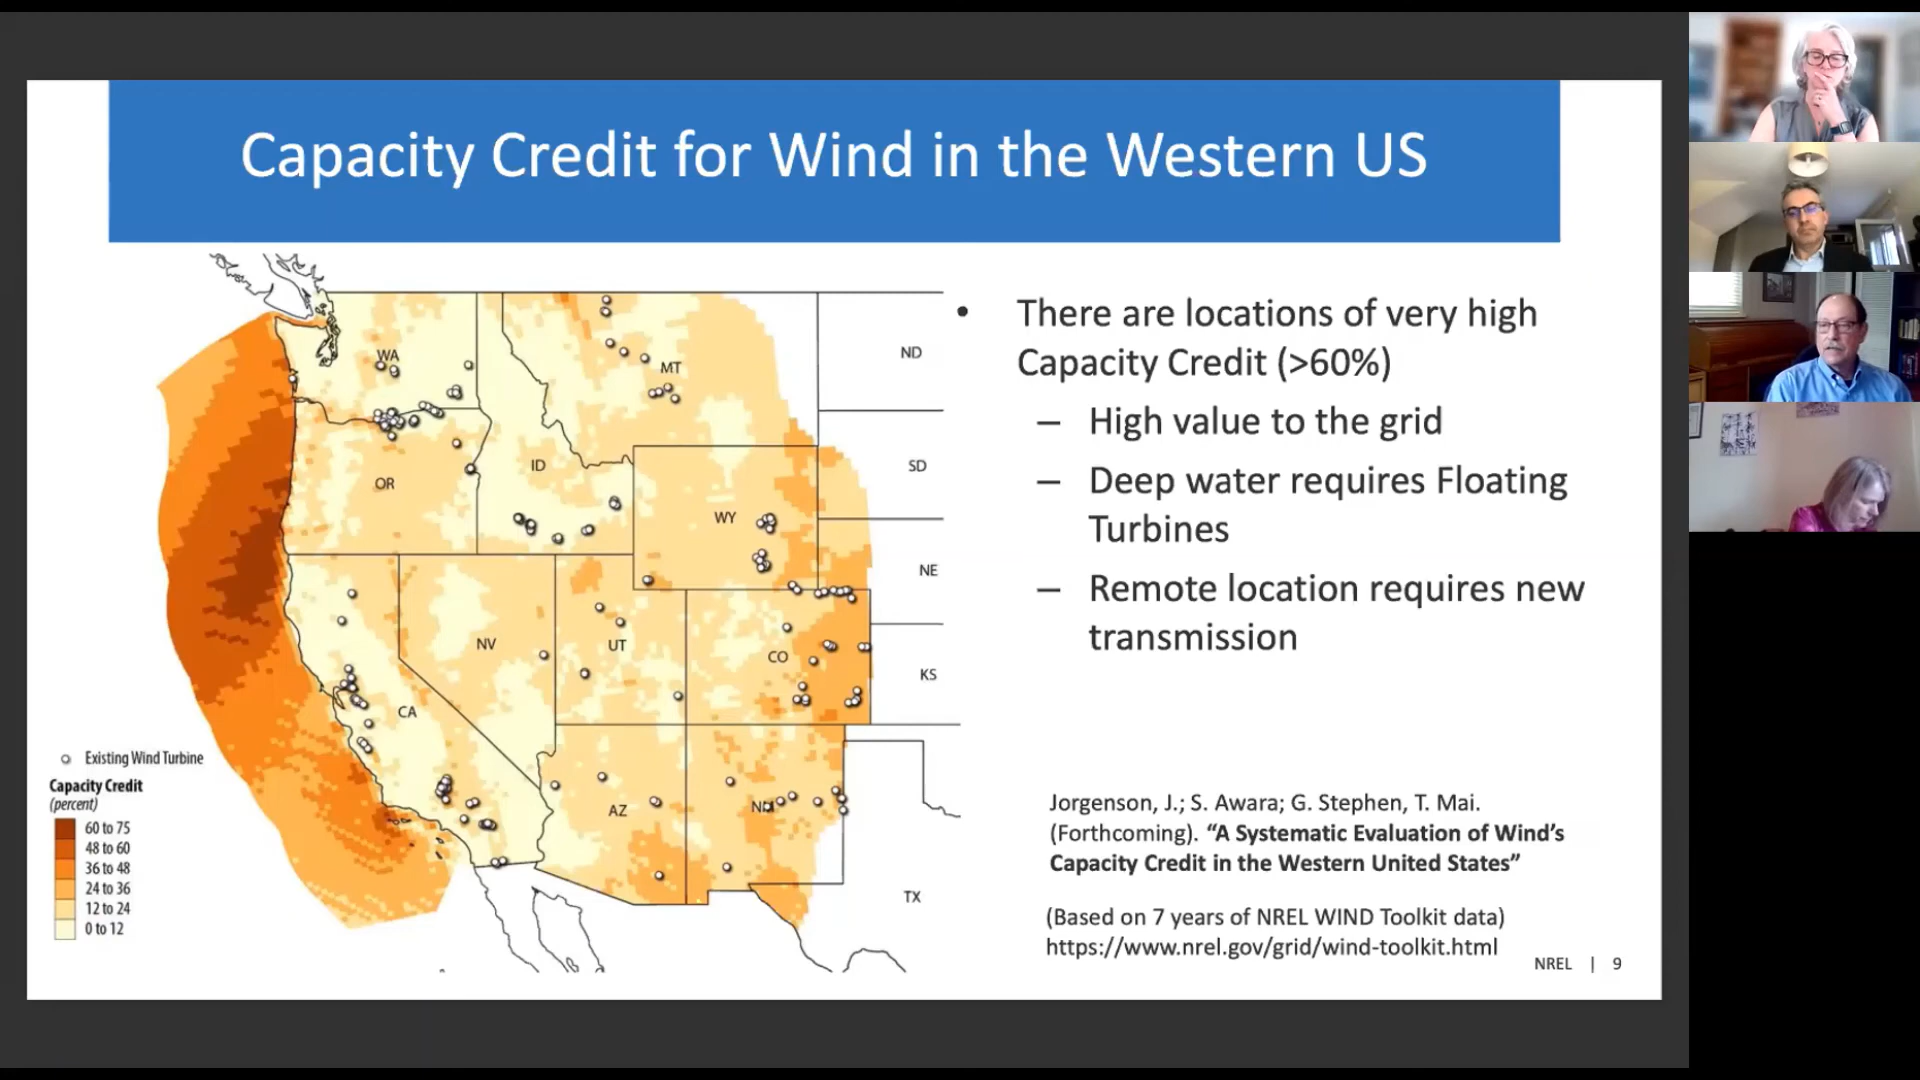 Capacity Credit for Wind in the Western US
WA
MT
ND
OR
ID
SD
WY
NE
NV
UT
CO
KS
CA
AZ
TX
Existing Wind Turbine
Capacity Credit
(percent)
60 to 75
48 to 60
36 to 48
24 to 36
12 to 24
0 to 12
• There are locations of very high
Capacity Credit (>60%)
– High value to the grid
– Deep water requires Floating
Turbines
– Remote location requires new
transmission
Jorgenson, J.; S. Awara; G. Stephen, T. Mai.
(Forthcoming). “A Systematic Evaluation of Wind’s
Capacity Credit in the Western United States”
(Based on 7 years of NREL WIND Toolkit data)
https://www.nrel.gov/grid/wind-toolkit.html
NREL | 9